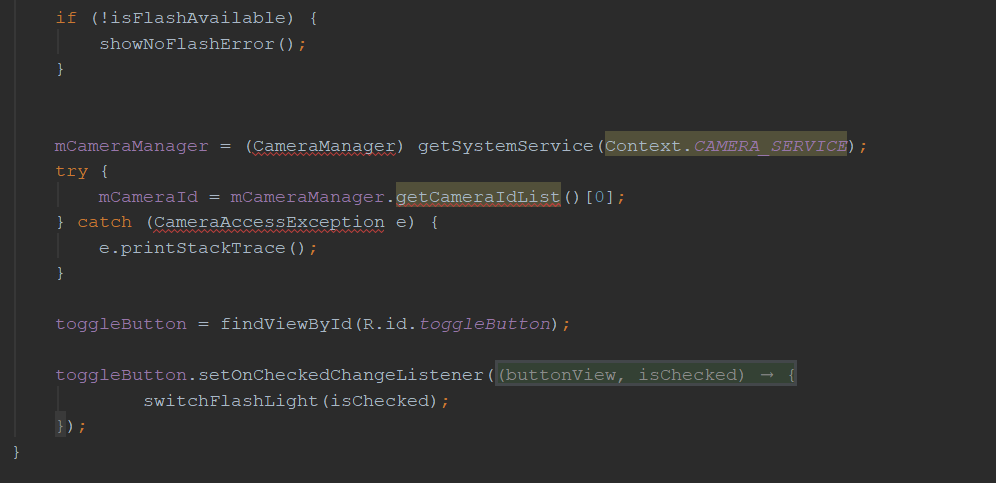 if (!isFlashAvailable) {
    showNoFlashError();
}
mCameraManager = (CameraManager) getSystemService(Context.CAMERA_SERVICE);
try {
    mCameraId = mCameraManager.getCameraIdList()[0];
} catch (CameraAccessException e) {
    e.printStackTrace();
}
toggleButton = findViewById(R.id.toggleButton);
toggleButton.setOnCheckedChangeListener((buttonView, isChecked) → {
        switchFlashLight(isChecked);
});
}